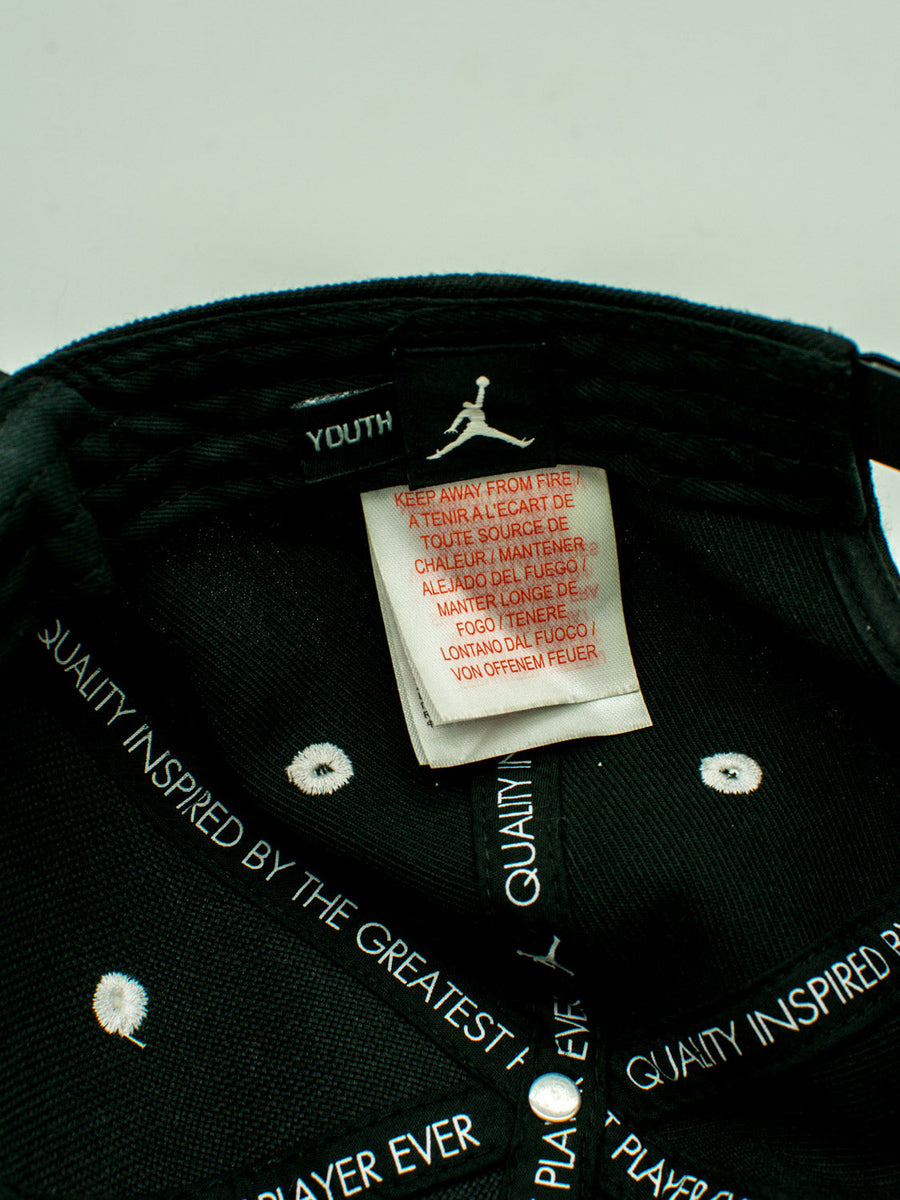 YOUTH
KEEP AWAY FROM FIRE /
A TENIR A L'ECART DE
TOUTE SOURCE DE
CHALEUR / MANTENER
ALEJADO DEL FUEGO /
MANTER LONGE DE
FOGO / TENERE
LONTANO DAL FUOCO /
VON OFFENEM FEUER
QUALITY INSPIRED BY THE GREATEST
QUALITY
EVER
QUALITY INSPIRED
PLAYER EVER
PLAYER